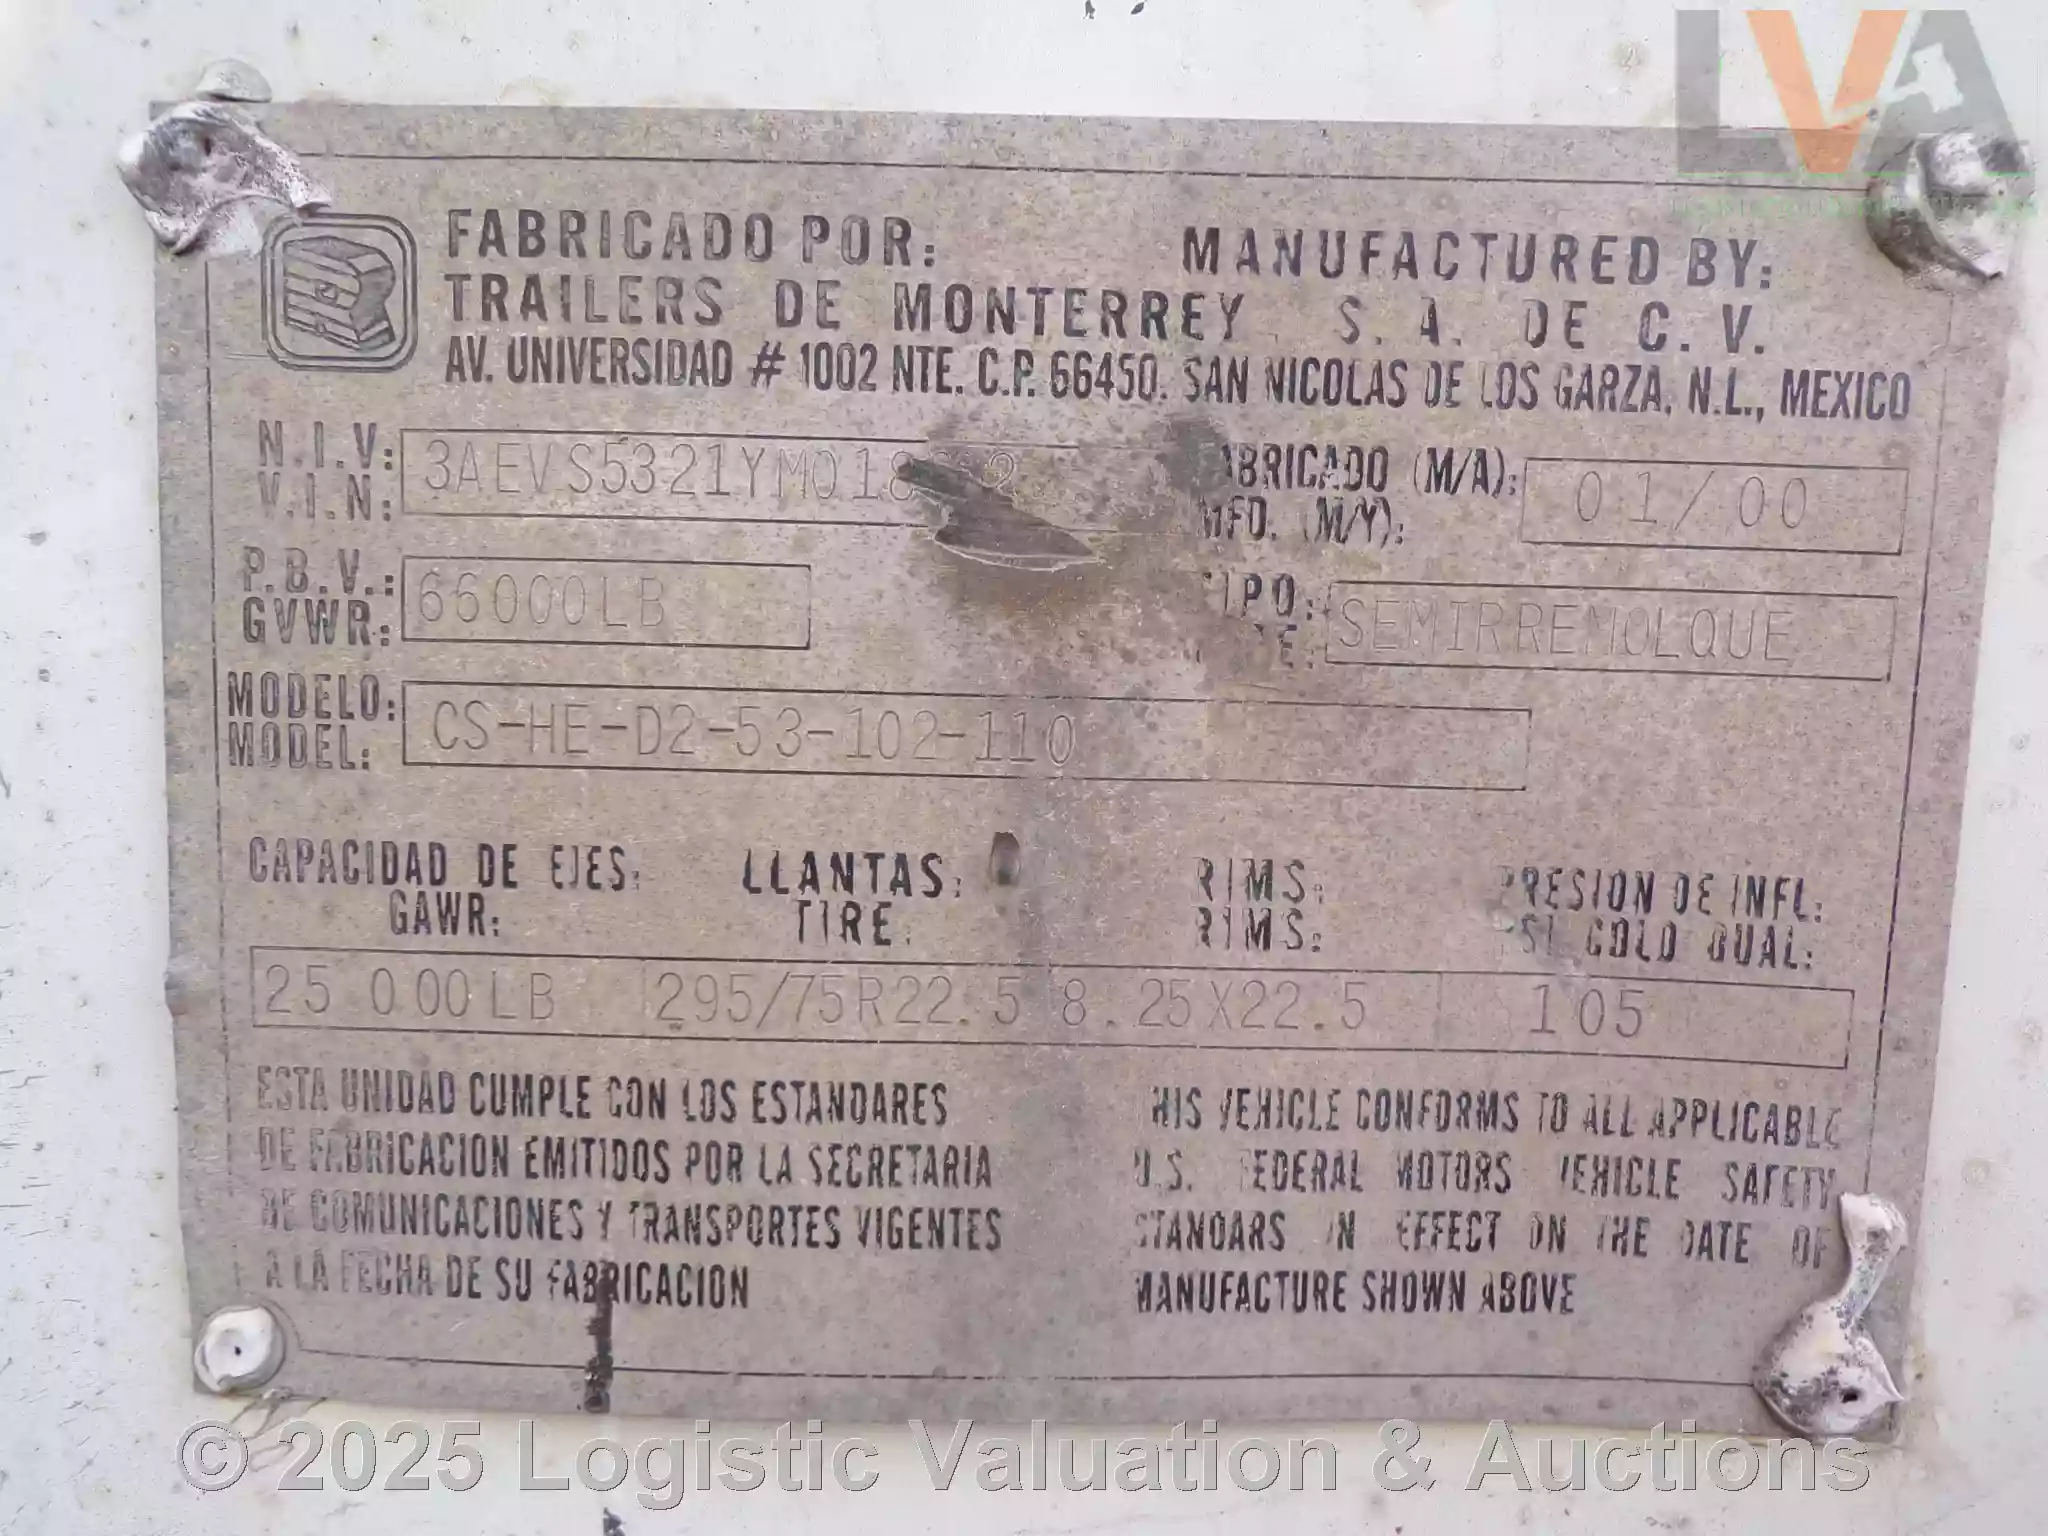 LVA
FABRICADO POR: MANUFACTURED BY:
TRAILERS DE MONTERREY S. A. DE C. V.
AV. UNIVERSIDAD # 1002 NTE. C.P. 66450. SAN NICOLAS DE LOS GARZA, N.L., MEXICO
N.I.V: FABRICADO (M/A): 01/00
V.I.N: MFD. (M/Y):
P.B.V.: 66000LB TIPO: SEMIRREMOLQUE
GVWR:
MODELO: CS-HE-D2-53-102-110
MODEL:
CAPACIDAD DE EJES: LLANTAS: RIMS: PRESION DE INFL:
GAWR: TIRE: RIMS: PSI COLD QUAL:
25 000LB 295/75R22.5 8.25X22.5 105
ESTA UNIDAD CUMPLE CON LOS ESTANDARES
DE FABRICACION EMITIDOS POR LA SECRETARIA
DE COMUNICACIONES Y TRANSPORTES VIGENTES
A LA FECHA DE SU FABRICACION
THIS VEHICLE CONFORMS TO ALL APPLICABLE
U.S. FEDERAL MOTORS VEHICLE SAFETY
STANDARS IN EFFECT ON THE DATE OF
MANUFACTURE SHOWN ABOVE
© 2025 Logistic Valuation & Auctions